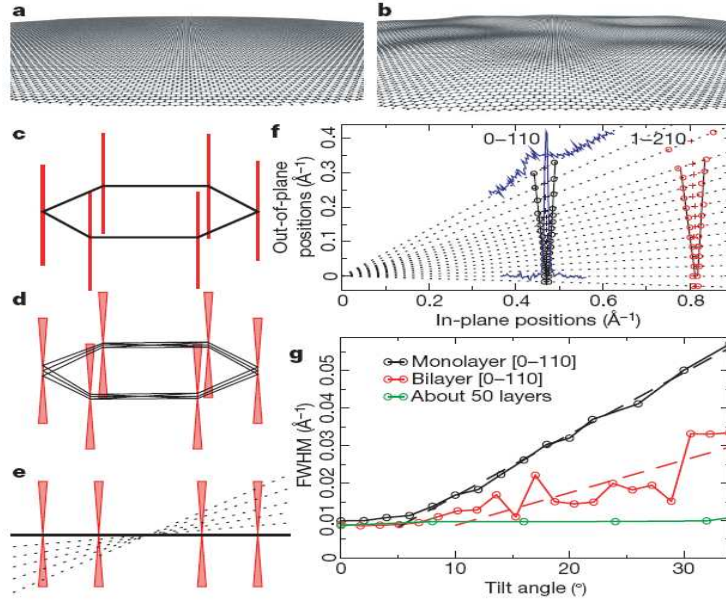 a
b
c
d
e
f
0.4
0.3
0.2
0.1
0
Out-of-plane
positions (Å⁻¹)
0–110
1–210
0
0.2
0.4
0.6
0.8
In-plane positions (Å⁻¹)
g
Monolayer [0–110]
Bilayer [0–110]
About 50 layers
0.05
0.04
0.03
0.02
0.01
0
FWHM (Å⁻¹)
0
10
20
30
Tilt angle (°)